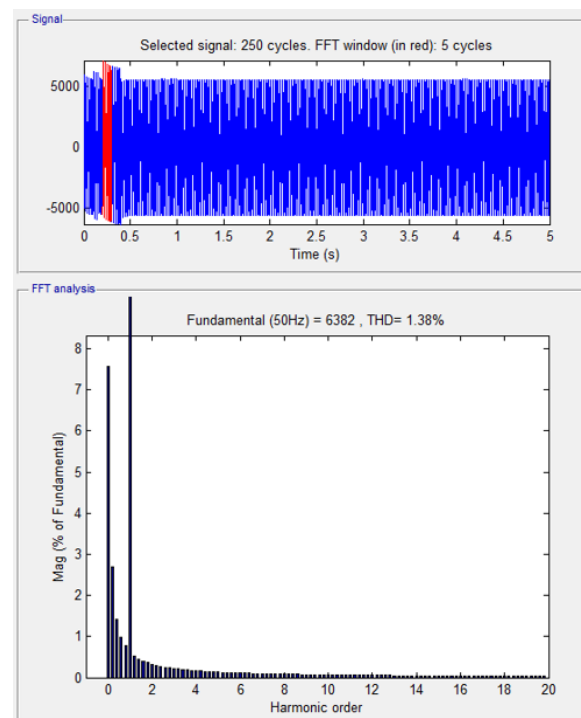 Signal
Selected signal: 250 cycles. FFT window (in red): 5 cycles
5000
0
-5000
0 0.5 1 1.5 2 2.5 3 3.5 4 4.5 5
Time (s)
FFT analysis
Fundamental (50Hz) = 6382 , THD= 1.38%
8
7
6
5
4
3
2
1
0
Mag (% of Fundamental)
0 2 4 6 8 10 12 14 16 18 20
Harmonic order